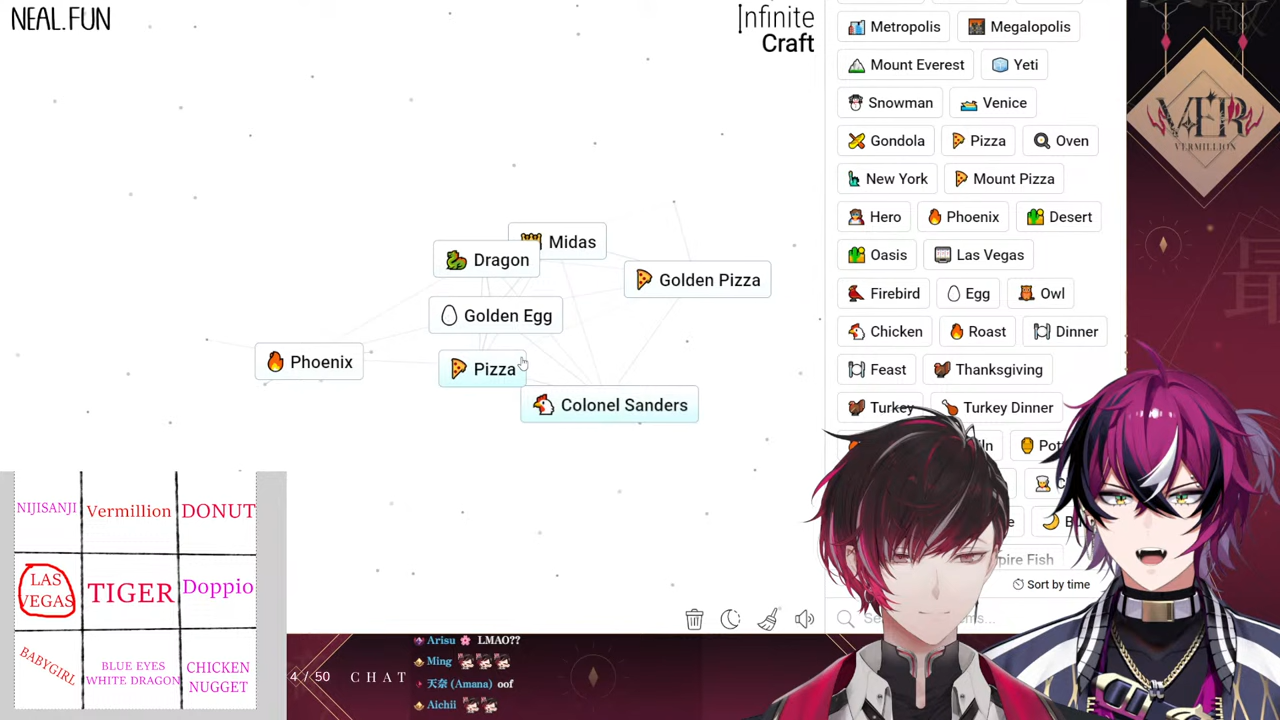 NEAL.FUN
Infinite
Craft
Metropolis
Megalopolis
Mount Everest
Yeti
Snowman
Venice
Gondola
Pizza
Oven
New York
Mount Pizza
Hero
Phoenix
Desert
Oasis
Las Vegas
Firebird
Egg
Owl
Chicken
Roast
Dinner
Feast
Thanksgiving
Turkey
Turkey Dinner
Sort by time
Midas
Dragon
Golden Pizza
Golden Egg
Phoenix
Pizza
Colonel Sanders
VER
VERMILLION
NIJISANJI
Vermillion
DONUT
LAS
VEGAS
TIGER
Doppio
BABYGIRL
BLUE EYES
WHITE DRAGON
CHICKEN
NUGGET
4 / 50
CHAT
Arisu LMAO??
Ming
天奈 (Amana) oof
Aichii